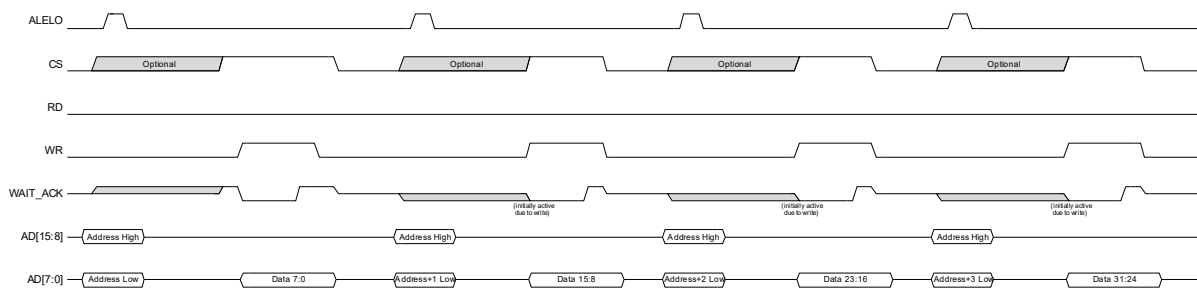 ALELO
CS Optional Optional Optional Optional
RD
WR
WAIT_ACK
(initially active (initially active (initially active
due to write) due to write) due to write)
AD[15:8] Address High Address High Address High Address High
AD[7:0] Address Low Data 7:0 Address+1 Low Data 15:8 Address+2 Low Data 23:16 Address+3 Low Data 31:24